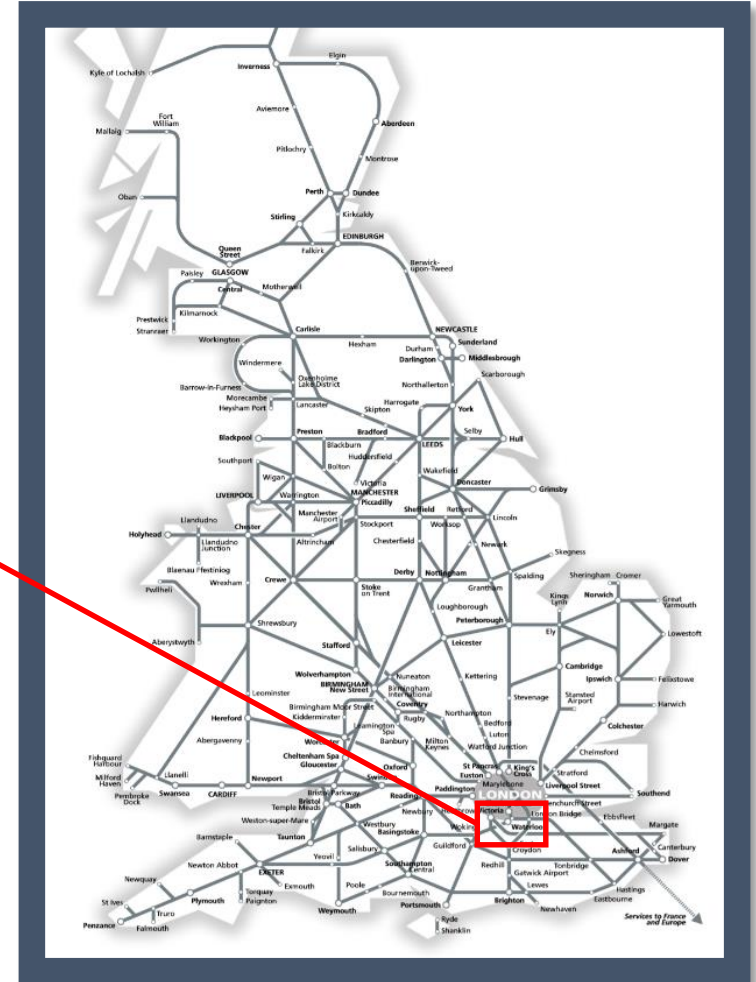 Elgin
Inverness
Kyle of Lochalsh
Aviemore
Fort
William
Mallaig
Aberdeen
Pitlochry
Montrose
Perth
Dundee
Oban
Stirling
Kirkcaldy
EDINBURGH
Queen
Street
Falkirk
Berwick-
upon-Tweed
Paisley
GLASGOW
Central
Motherwell
Kilmarnock
Prestwick
Stranraer
Carlisle
NEWCASTLE
Workington
Hexham
Sunderland
Durham
Windermere
Darlington
Middlesbrough
Oxenholme
Lake District
Scarborough
Barrow-in-Furness
Northallerton
Morecambe
Lancaster
Harrogate
Heysham Port
Skipton
York
Preston
Bradford
Selby
Blackpool
Blackburn
LEEDS
Hull
Huddersfield
Southport
Bolton
Wakefield
Wigan
Victoria
Doncaster
MANCHESTER
Piccadilly
Grimsby
LIVERPOOL
Warrington
Manchester
Airport
Sheffield
Retford
Llandudno
Stockport
Worksop
Lincoln
Holyhead
Chester
Llandudno
Junction
Altrincham
Chesterfield
Newark
Skegness
Blaenau Ffestiniog
Derby
Nottingham
Spalding
Sheringham
Cromer
Pwllheli
Wrexham
Crewe
Stoke
on Trent
Grantham
Kings
Lynn
Norwich
Great
Yarmouth
Loughborough
Shrewsbury
Peterborough
Ely
Lowestoft
Aberystwyth
Stafford
Leicester
Wolverhampton
Cambridge
BIRMINGHAM
New Street
Nuneaton
Kettering
Ipswich
Felixstowe
Birmingham
International
Leominster
Stevenage
Stansted
Airport
Harwich
Birmingham Moor Street
Coventry
Kidderminster
Rugby
Northampton
Hereford
Leamington
Spa
Bedford
Colchester
Abergavenny
Worcester
Banbury
Milton
Keynes
Luton
Cheltenham Spa
Watford Junction
Chelmsford
Fishguard
Harbour
Gloucester
Oxford
St Pancras
King's
Cross
Euston
Stratford
Milford
Haven
Llanelli
Newport
Swindon
Marylebone
Liverpool Street
Pembroke
Dock
Swansea
CARDIFF
Bristol Parkway
Reading
Paddington
LONDON
Southend
Bristol
Temple Meads
Bath
Newbury
Victoria
Fenchurch Street
London Bridge
Ebbsfleet
Weston-super-Mare
Westbury
Waterloo
Margate
Barnstaple
Taunton
Basingstoke
Canterbury
Salisbury
Guildford
Croydon
Ashford
Dover
Newton Abbot
Yeovil
Redhill
Tonbridge
EXETER
Southampton
Central
Gatwick Airport
Newquay
Exmouth
Poole
Lewes
Hastings
Torquay
Paignton
Bournemouth
Eastbourne
St Ives
Plymouth
Weymouth
Portsmouth
Brighton
Newhaven
Truro
Ryde
Services to France
and Europe
Penzance
Falmouth
Shanklin